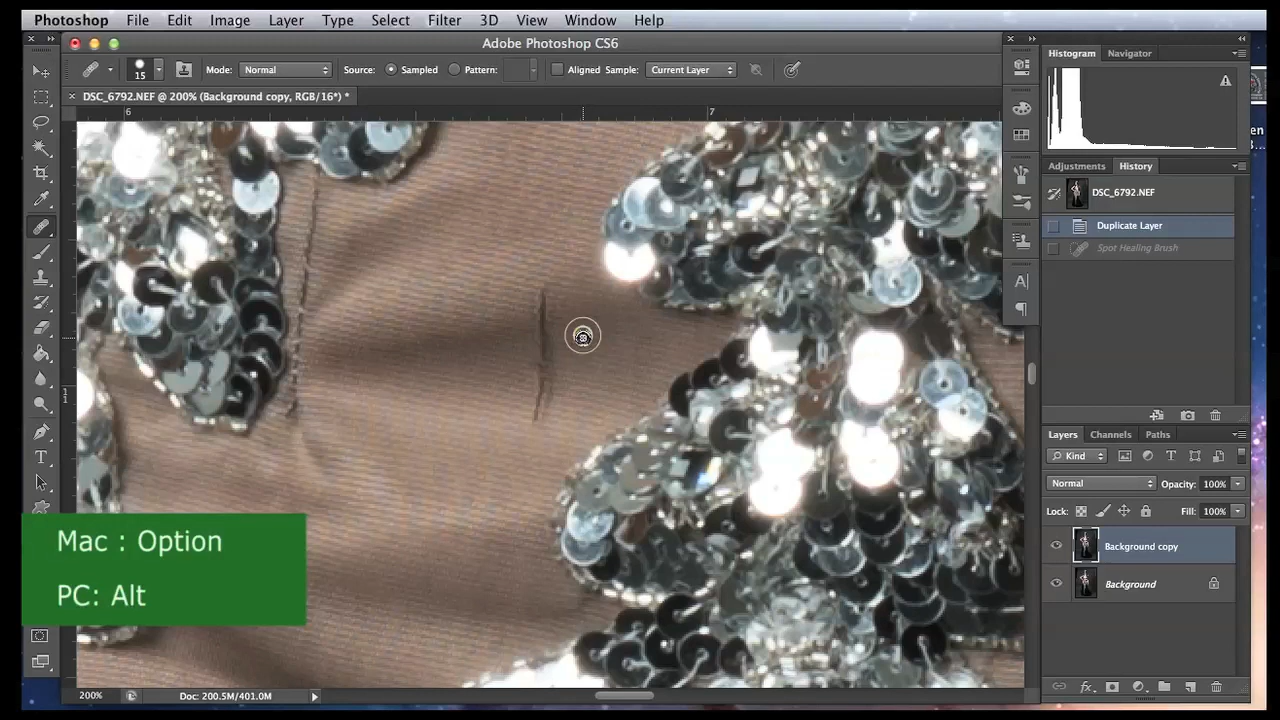 Photoshop File Edit Image Layer Type Select Filter 3D View Window Help
Adobe Photoshop CS6
15 Mode: Normal Source: Sampled Pattern: Aligned Sample: Current Layer
DSC_6792.NEF @ 200% (Background copy, RGB/16*) *
6 7
11
Histogram Navigator
Adjustments History
DSC_6792.NEF
Duplicate Layer
Spot Healing Brush
Layers Channels Paths
Kind
Normal Opacity: 100%
Lock: Fill: 100%
Background copy
Background
Mac : Option
PC: Alt
200% Doc: 200.5M/401.0M